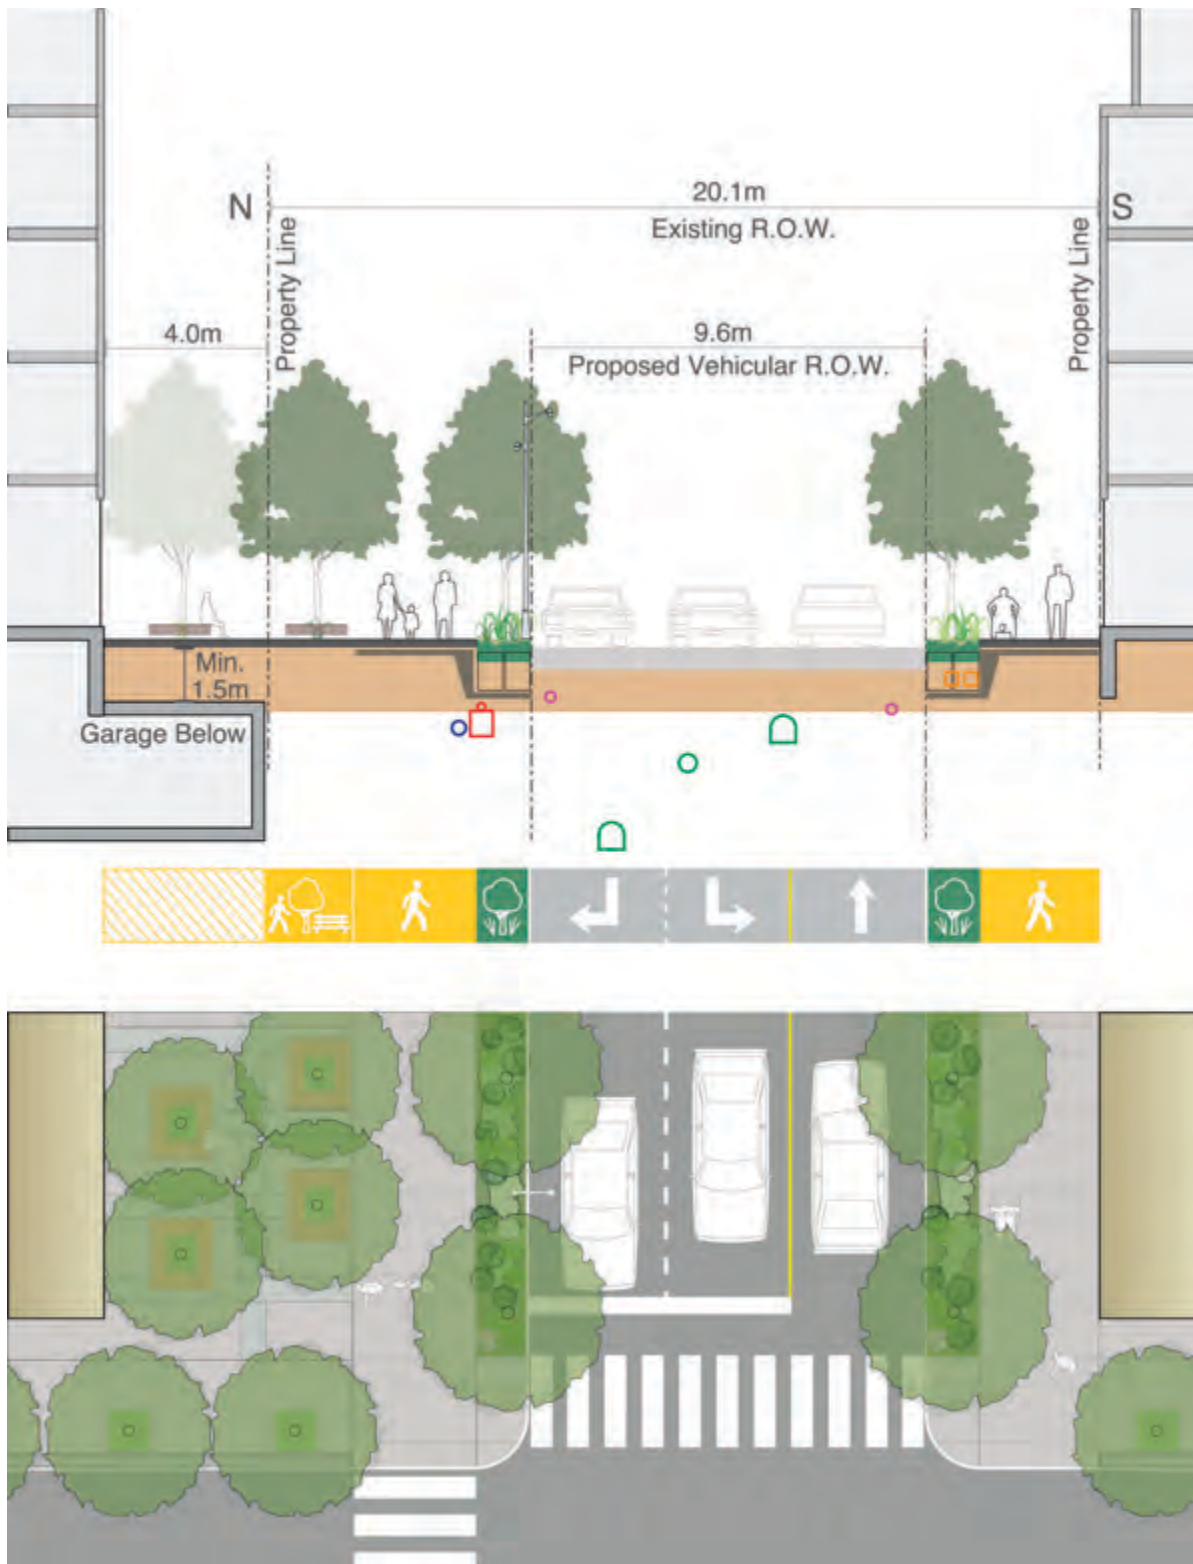 20.1m
N
S
Existing R.O.W.
Property Line
Property Line
4.0m
9.6m
Proposed Vehicular R.O.W.
Min.
1.5m
Garage Below